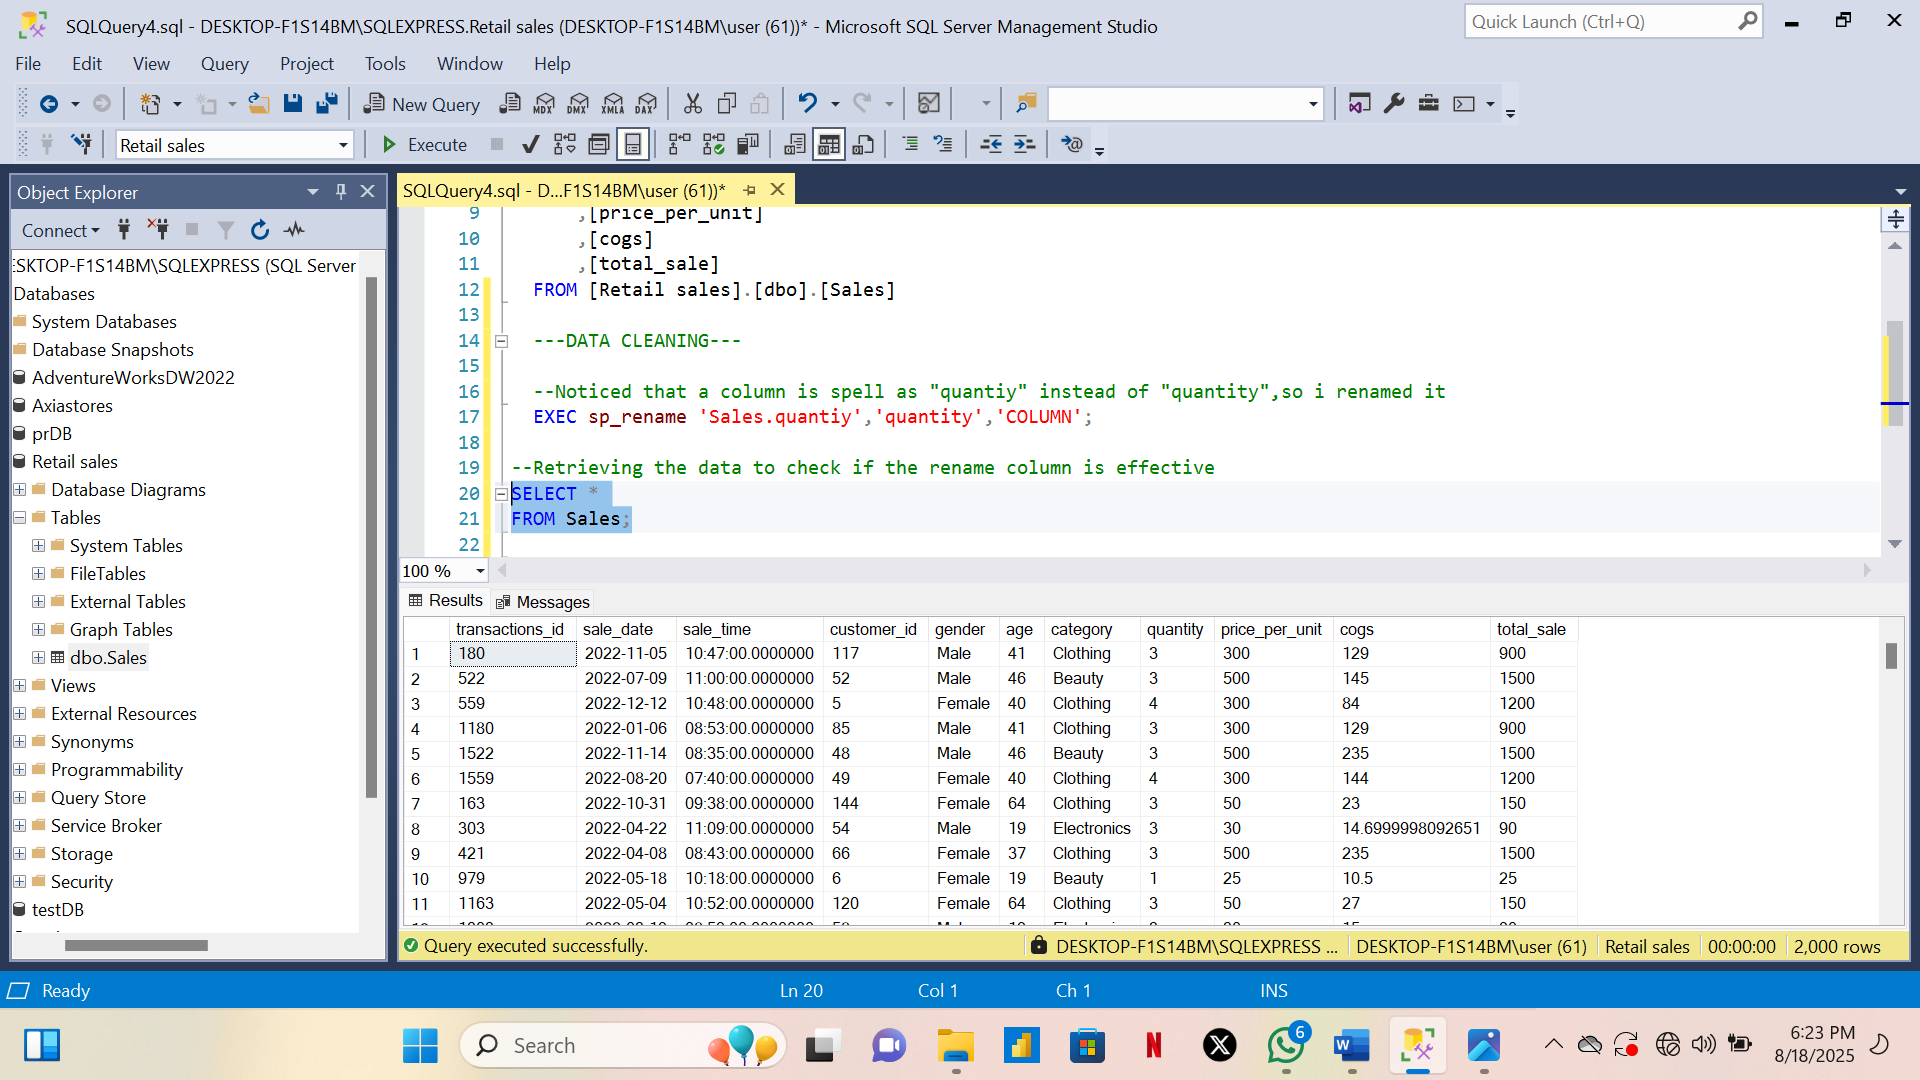 SQLQuery4.sql - DESKTOP-F1S14BM\SQLEXPRESS.Retail sales (DESKTOP-F1S14BM\user (61))* - Microsoft SQL Server Management Studio
Quick Launch (Ctrl+Q)
File Edit View Query Project Tools Window Help
New Query MDX DMX XMLA DAX
Retail sales Execute
Object Explorer
Connect
ESKTOP-F1S14BM\SQLEXPRESS (SQL Server
Databases
System Databases
Database Snapshots
AdventureWorksDW2022
Axiastores
prDB
Retail sales
Database Diagrams
Tables
System Tables
FileTables
External Tables
Graph Tables
dbo.Sales
Views
External Resources
Synonyms
Programmability
Query Store
Service Broker
Storage
Security
testDB
SQLQuery4.sql - D...F1S14BM\user (61))*
9 ,[price_per_unit]
10 ,[cogs]
11 ,[total_sale]
12 FROM [Retail sales].[dbo].[Sales]
13
14 ---DATA CLEANING---
15
16 --Noticed that a column is spell as "quantiy" instead of "quantity",so i renamed it
17 EXEC sp_rename 'Sales.quantiy','quantity','COLUMN';
18
19 --Retrieving the data to check if the rename column is effective
20 SELECT *
21 FROM Sales;
22
100 %
Results Messages
transactions_id sale_date sale_time customer_id gender age category quantity price_per_unit cogs total_sale
1 180 2022-11-05 10:47:00.0000000 117 Male 41 Clothing 3 300 129 900
2 522 2022-07-09 11:00:00.0000000 52 Male 46 Beauty 3 500 145 1500
3 559 2022-12-12 10:48:00.0000000 5 Female 40 Clothing 4 300 84 1200
4 1180 2022-01-06 08:53:00.0000000 85 Male 41 Clothing 3 300 129 900
5 1522 2022-11-14 08:35:00.0000000 48 Male 46 Beauty 3 500 235 1500
6 1559 2022-08-20 07:40:00.0000000 49 Female 40 Clothing 4 300 144 1200
7 163 2022-10-31 09:38:00.0000000 144 Female 64 Clothing 3 50 23 150
8 303 2022-04-22 11:09:00.0000000 54 Male 19 Electronics 3 30 14.6999998092651 90
9 421 2022-04-08 08:43:00.0000000 66 Female 37 Clothing 3 500 235 1500
10 979 2022-05-18 10:18:00.0000000 6 Female 19 Beauty 1 25 10.5 25
11 1163 2022-05-04 10:52:00.0000000 120 Female 64 Clothing 3 50 27 150
Query executed successfully. DESKTOP-F1S14BM\SQLEXPRESS ... DESKTOP-F1S14BM\user (61) Retail sales 00:00:00 2,000 rows
Ready Ln 20 Col 1 Ch 1 INS
Search
6
6:23 PM
8/18/2025